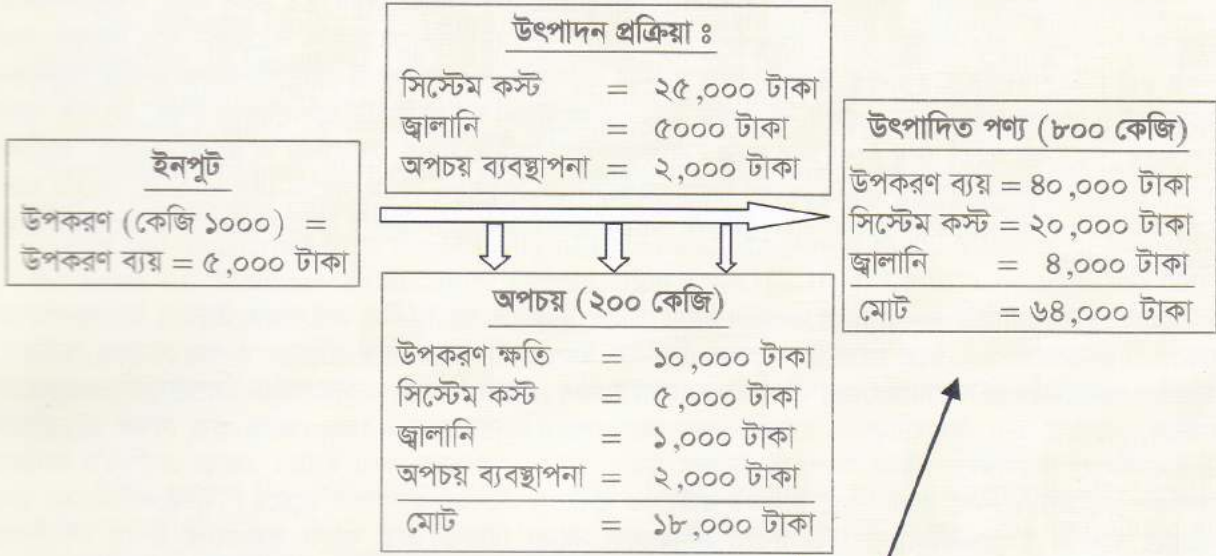 উৎপাদন প্রক্রিয়া ঃ
সিস্টেম কস্ট = ২৫,০০০ টাকা
জ্বালানি = ৫০০০ টাকা
অপচয় ব্যবস্থাপনা = ২,০০০ টাকা
ইনপুট
উপকরণ (কেজি ১০০০) =
উপকরণ ব্যয় = ৫,০০০ টাকা
উৎপাদিত পণ্য (৮০০ কেজি)
উপকরণ ব্যয় = ৪০,০০০ টাকা
সিস্টেম কস্ট = ২০,০০০ টাকা
জ্বালানি = ৪,০০০ টাকা
মোট = ৬৪,০০০ টাকা
অপচয় (২০০ কেজি)
উপকরণ ক্ষতি = ১০,০০০ টাকা
সিস্টেম কস্ট = ৫,০০০ টাকা
জ্বালানি = ১,০০০ টাকা
অপচয় ব্যবস্থাপনা = ২,০০০ টাকা
মোট = ১৮,০০০ টাকা